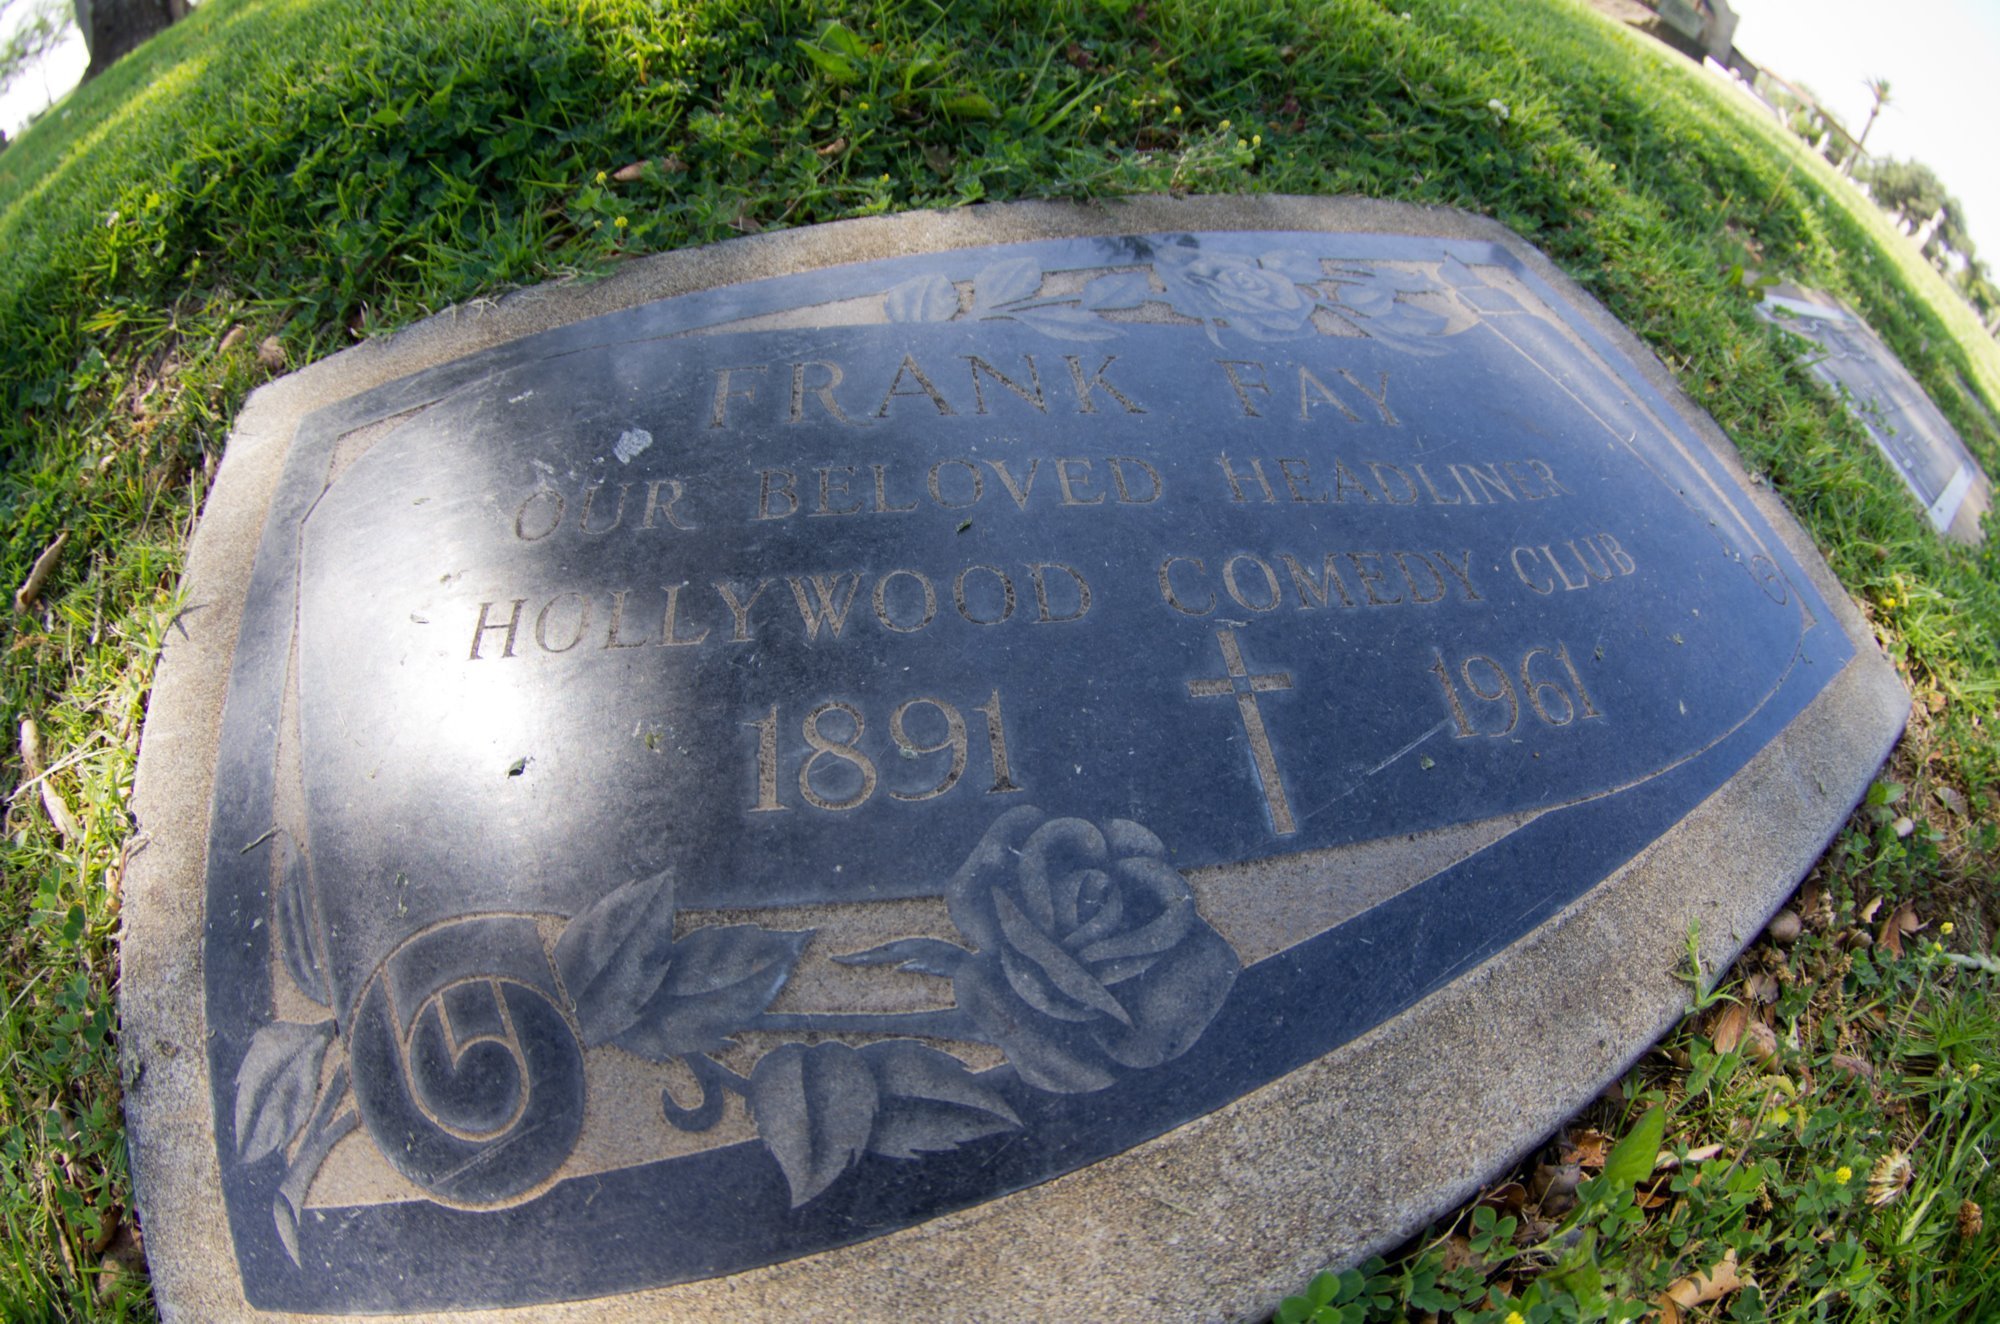 FRANK FAY
OUR BELOVED HEADLINER
HOLLYWOOD COMEDY CLUB
1891 1961